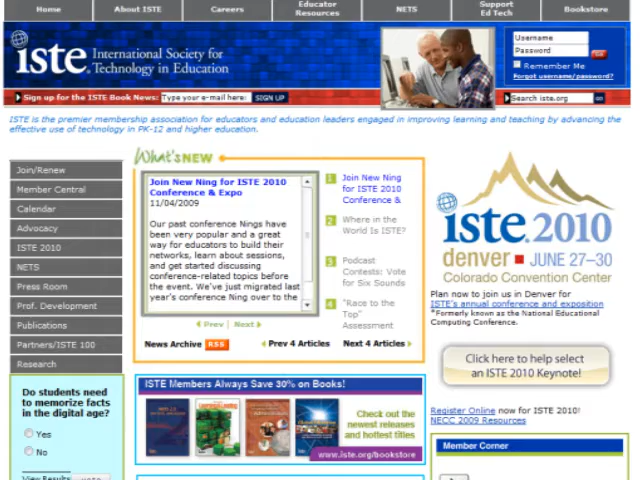 Home
About ISTE
Careers
Educator
Resources
NETS
Support
Ed Tech
Bookstore
iste.
International Society for
Technology in Education
Username
Password
Remember Me
Forgot username/password?
Sign up for the ISTE Book News:
Type your e-mail here:
SIGN UP
Search iste.org
ISTE is the premier membership association for educators and education leaders engaged in improving learning and teaching by advancing the
effective use of technology in PK-12 and higher education.
Join/Renew
Member Central
Calendar
Advocacy
ISTE 2010
NETS
Press Room
Prof. Development
Publications
Partners/ISTE 100
Research
Do students need
to memorize facts
in the digital age?
Yes
No
View Results
What's NEW
Join New Ning for ISTE 2010
Conference & Expo
11/04/2009
Our past conference Nings have
been very popular and a great
way for educators to build their
networks, learn about sessions,
and get started discussing
conference-related topics before
the event. We've just migrated last
year's conference Ning over to the
Prev | Next
1 Join New Ning
for ISTE 2010
Conference &
2 Where in the
World Is ISTE?
3 Podcast
Contests: Vote
for Six Sounds
4 "Race to the
Top"
Assessment
News Archive RSS
Prev 4 Articles
Next 4 Articles
ISTE Members Always Save 30% on Books!
Check out the
newest releases
and hottest titles
www.iste.org/bookstore
iste.2010
denver JUNE 27-30
Colorado Convention Center
Plan now to join us in Denver for
ISTE's annual conference and exposition
*Formerly known as the National Educational
Computing Conference.
Click here to help select
an ISTE 2010 Keynote!
Register Online now for ISTE 2010!
NECC 2009 Resources
Member Corner